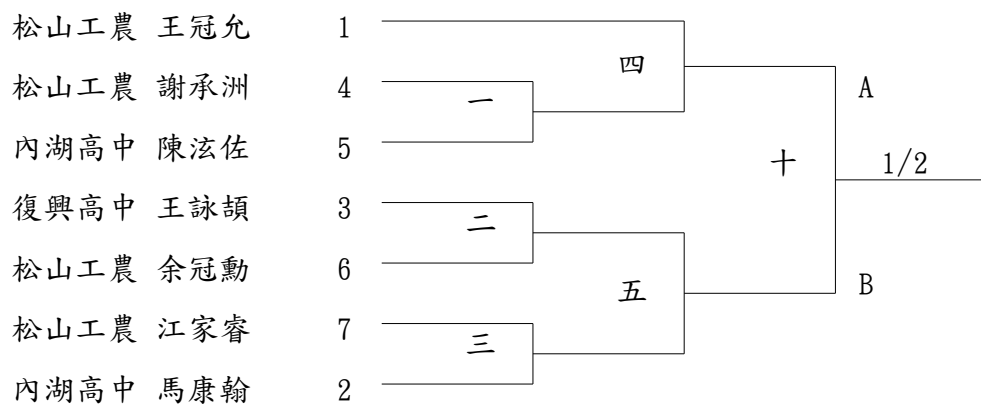 松山工農 王冠允 1
四
松山工農 謝承洲 4
A
一
內湖高中 陳泫佐 5
十 1/2
復興高中 王詠頡 3
二
松山工農 余冠勳 6
五 B
松山工農 江家睿 7
三
內湖高中 馬康翰 2